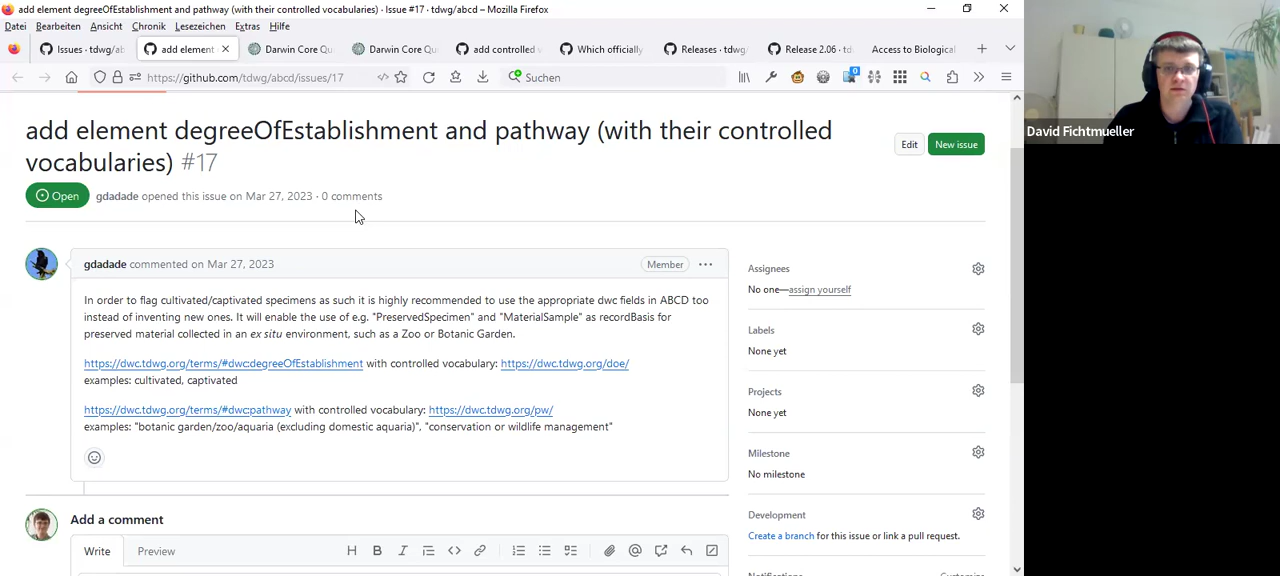 add element degreeOfEstablishment and pathway (with their controlled vocabularies) · Issue #17 · tdwg/abcd — Mozilla Firefox
Datei Bearbeiten Ansicht Chronik Lesezeichen Extras Hilfe
Issues · tdwg/ab
add element
Darwin Core Qu
Darwin Core Qu
add controlled v
Which officially
Releases · tdwg/
Release 2.06 · td
Access to Biological
https://github.com/tdwg/abcd/issues/17
Suchen
0
add element degreeOfEstablishment and pathway (with their controlled
vocabularies) #17
Edit
New issue
Open
gdadade opened this issue on Mar 27, 2023 · 0 comments
gdadade commented on Mar 27, 2023
Member
In order to flag cultivated/captivated specimens as such it is highly recommended to use the appropriate dwc fields in ABCD too
instead of inventing new ones. It will enable the use of e.g. "PreservedSpecimen" and "MaterialSample" as recordBasis for
preserved material collected in an ex situ environment, such as a Zoo or Botanic Garden.
https://dwc.tdwg.org/terms/#dwc:degreeOfEstablishment with controlled vocabulary: https://dwc.tdwg.org/doe/
examples: cultivated, captivated
https://dwc.tdwg.org/terms/#dwc:pathway with controlled vocabulary: https://dwc.tdwg.org/pw/
examples: "botanic garden/zoo/aquaria (excluding domestic aquaria)", "conservation or wildlife management"
Add a comment
Write
Preview
Assignees
No one—assign yourself
Labels
None yet
Projects
None yet
Milestone
No milestone
Development
Create a branch for this issue or link a pull request.
Notifications
Customize
David Fichtmueller